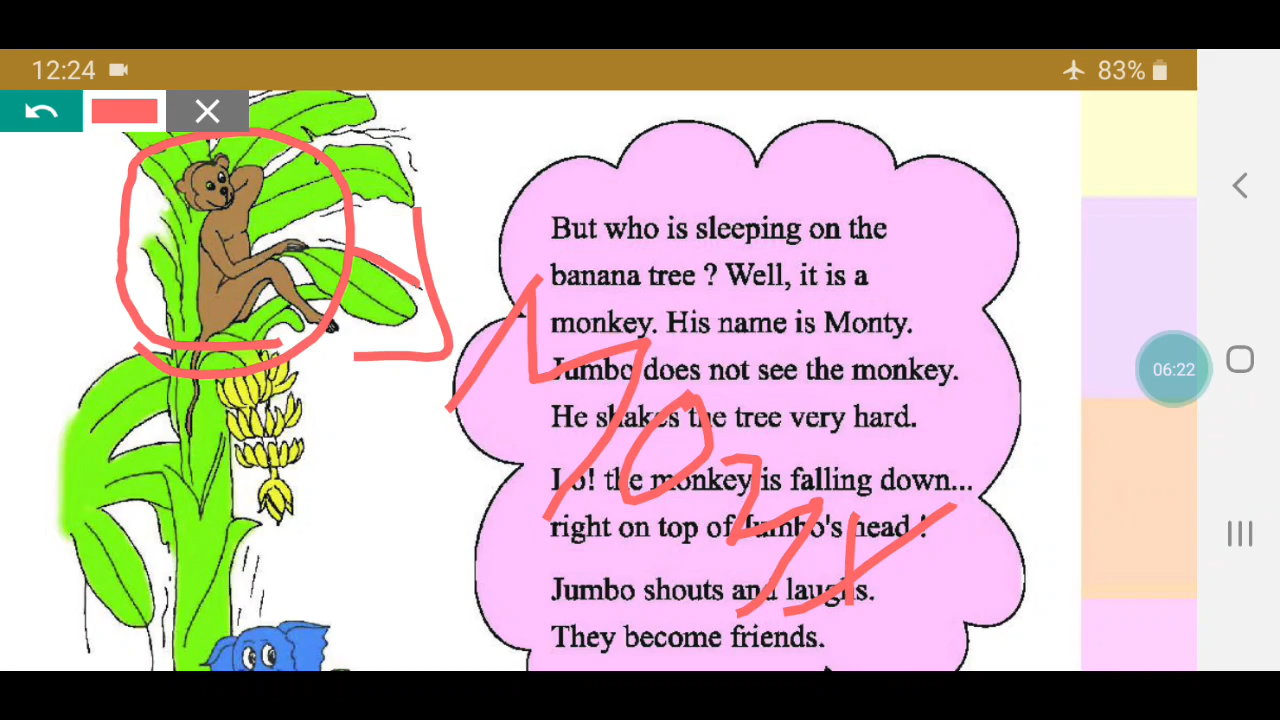 12:24
83%
But who is sleeping on the
banana tree ? Well, it is a
monkey. His name is Monty.
Jumbo does not see the monkey.
He shakes the tree very hard.
Lo! the monkey is falling down...
right on top of Jumbo's head !
Jumbo shouts and laughs.
They become friends.
06:22